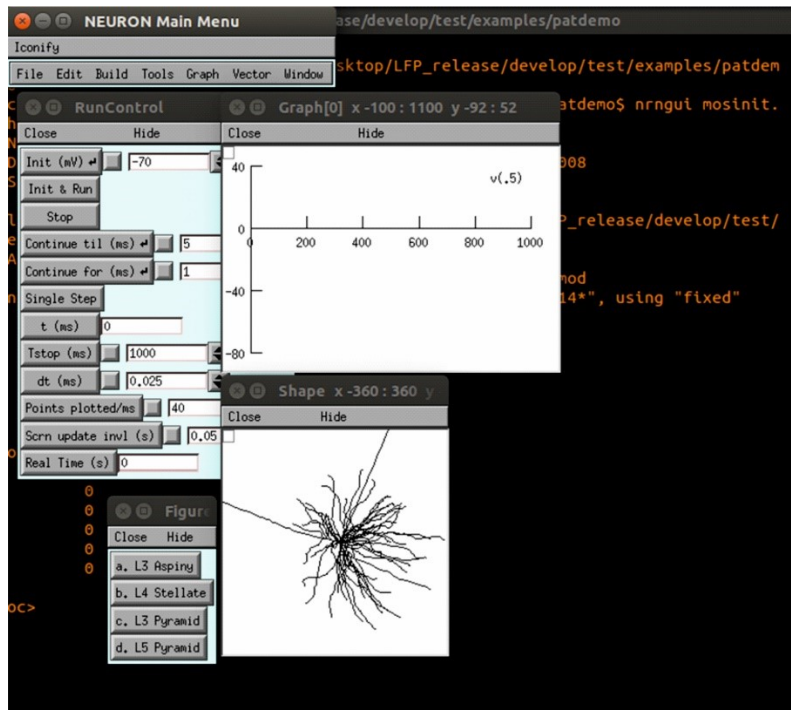 NEURON Main Menu
ase/develop/test/examples/patdemo
Iconify
File Edit Build Tools Graph Vector Window
sktop/LFP_release/develop/test/examples/patdem
RunControl
Close Hide
Init (mV) -70
Init & Run
Stop
Continue til (ms) 5
Continue for (ms) 1
Single Step
t (ms) 0
Tstop (ms) 1000
dt (ms) 0.025
Points plotted/ms 40
Scrn update invl (s) 0.05
Real Time (s) 0
Graph[0] x -100 : 1100 y -92 : 52
Close Hide
v(.5)
40
0
-40
-80
0 200 400 600 800 1000
atdemo$ nrngui mosinit.
008
P_release/develop/test/
mod
14*", using "fixed"
Shape x -360 : 360 y
Close Hide
0
0
0
0
0
Figure
Close Hide
a. L3 Aspiny
b. L4 Stellate
c. L3 Pyramid
d. L5 Pyramid
oc>